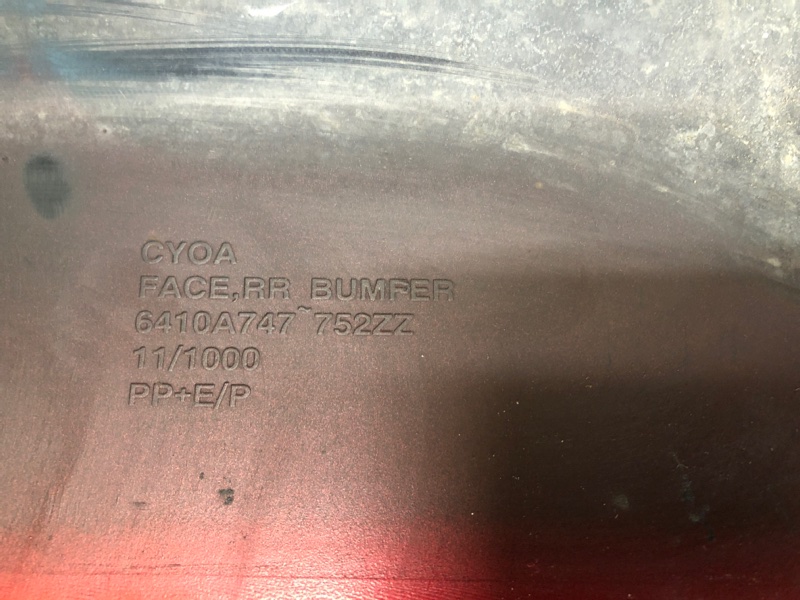 CYOA
FACE,RR BUMPER
6410A747~752ZZ
11/1000
PP+E/P